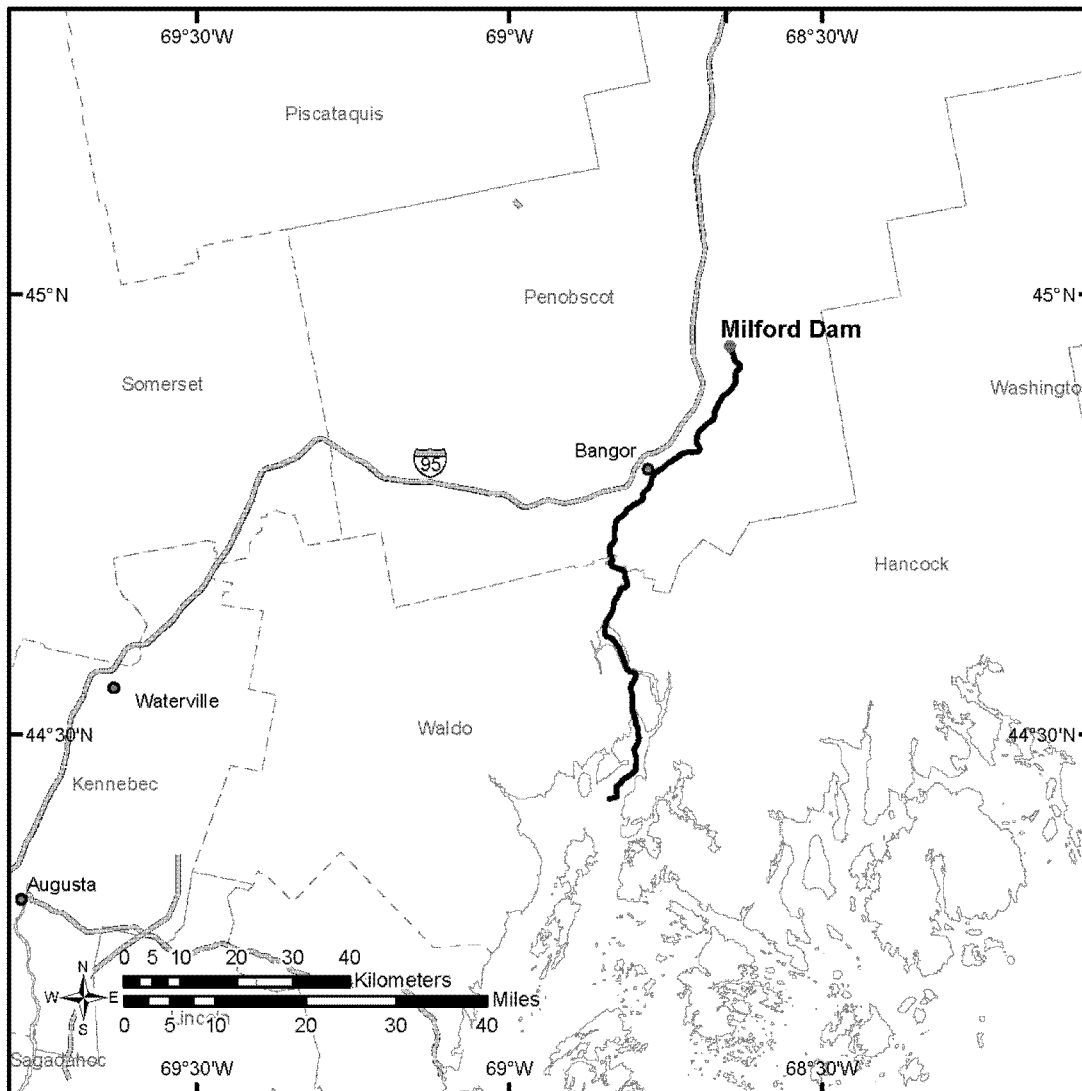 69°30'W 69°W 68°30'W
Piscataquis
45°N Penobscot 45°N
Milford Dam
Somerset
Washingto
Bangor
95
Hancock
Waterville
Waldo
44°30'N 44°30'N
Kennebec
Augusta
N
W E
S
0 5 10 20 30 40
Kilometers
Miles
0 5 10 20 30 40
Lincoln
Sagadahoc
69°30'W 69°W 68°30'W